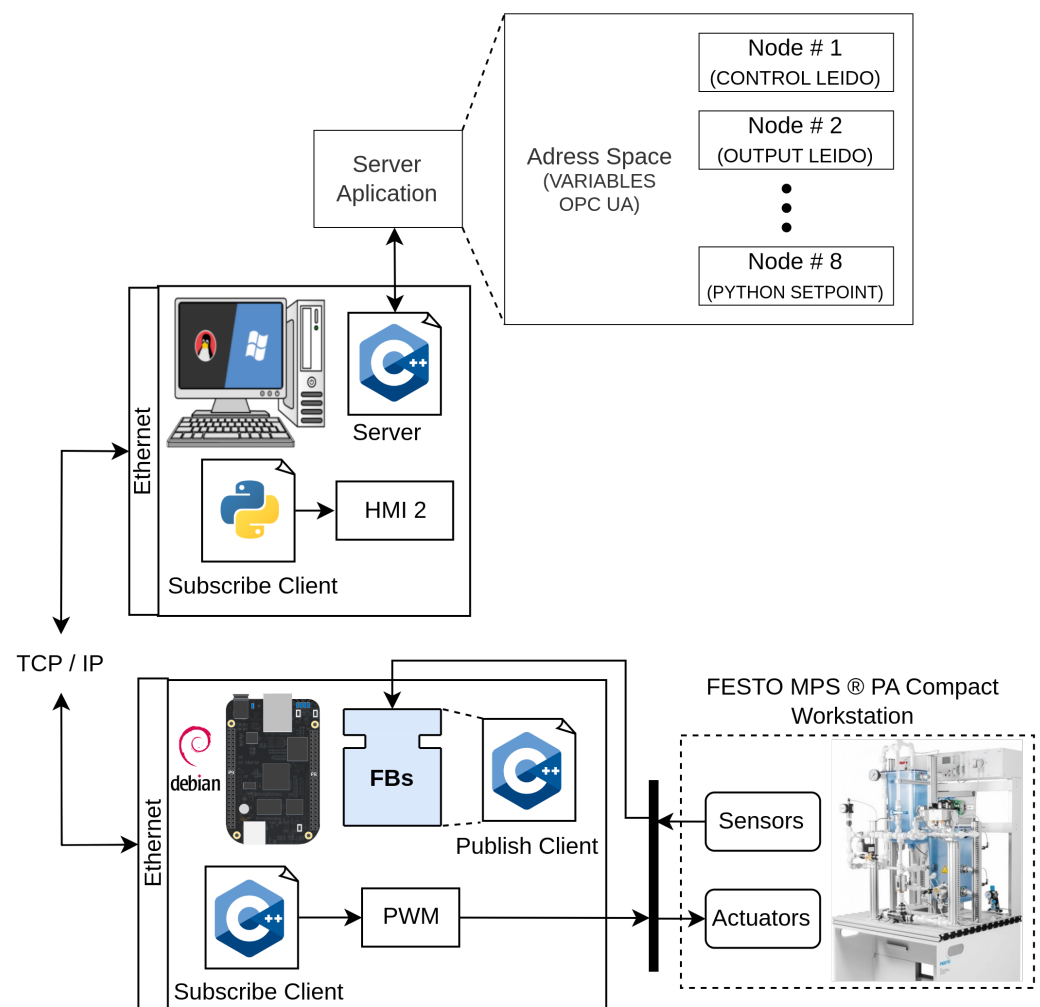 Node # 1
(CONTROL LEIDO)
Node # 2
(OUTPUT LEIDO)
Adress Space
(VARIABLES
OPC UA)
Node # 8
(PYTHON SETPOINT)
Server
Aplication
Ethernet
C++
Server
HMI 2
Subscribe Client
TCP / IP
Ethernet
debian
FBs
C++
Publish Client
C++
PWM
Subscribe Client
FESTO MPS ® PA Compact
Workstation
Sensors
Actuators